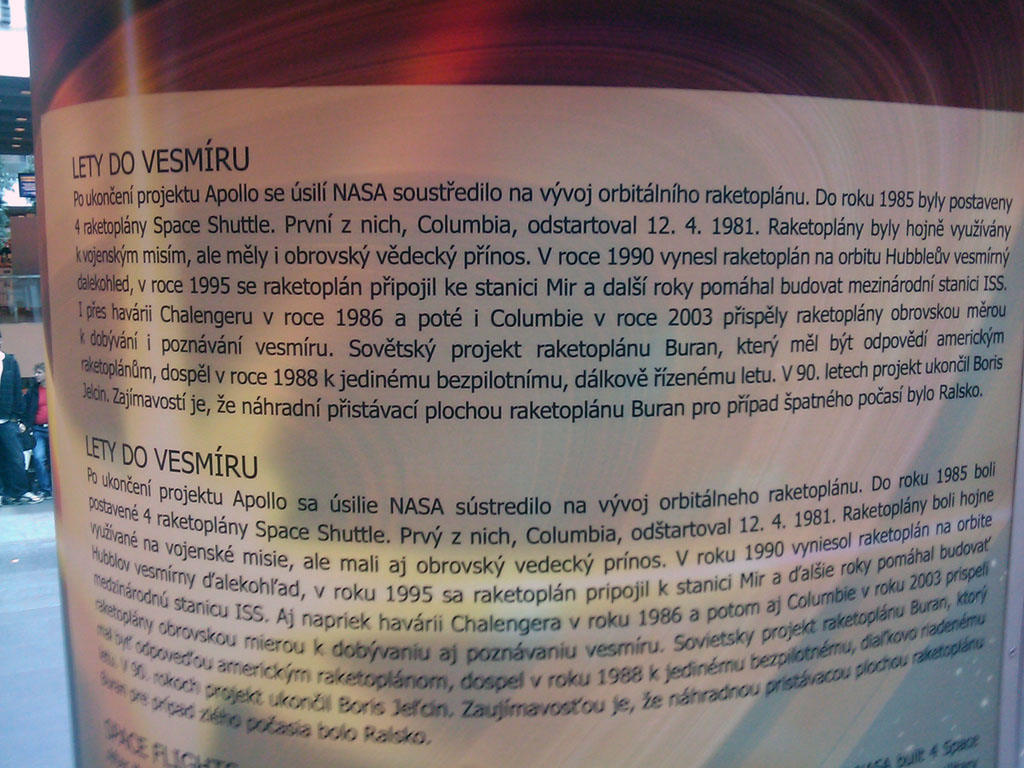 LETY DO VESMÍRU
Po ukončení projektu Apollo se úsilí NASA soustředilo na vývoj orbitálního raketoplánu. Do roku 1985 byly postaveny
4 raketoplány Space Shuttle. První z nich, Columbia, odstartoval 12. 4. 1981. Raketoplány byly hojně využívány
k vojenským misím, ale měly i obrovský vědecký přínos. V roce 1990 vynesl raketoplán na orbitu Hubbleův vesmírný
dalekohled, v roce 1995 se raketoplán připojil ke stanici Mir a další roky pomáhal budovat mezinárodní stanici ISS.
I přes havárii Chalengeru v roce 1986 a poté i Columbie v roce 2003 přispěly raketoplány obrovskou měrou
k dobývání i poznávání vesmíru. Sovětský projekt raketoplánu Buran, který měl být odpovědí americkým
raketoplánům, dospěl v roce 1988 k jedinému bezpilotnímu, dálkově řízenému letu. V 90. letech projekt ukončil Boris
Jelcin. Zajímavostí je, že náhradní přistávací plochou raketoplánu Buran pro případ špatného počasí bylo Ralsko.
LETY DO VESMÍRU
Po ukončení projektu Apollo sa úsilie NASA sústredilo na vývoj orbitálneho raketoplánu. Do roku 1985 boli
postavené 4 raketoplány Space Shuttle. Prvý z nich, Columbia, odštartoval 12. 4. 1981. Raketoplány boli hojne
využívané na vojenské misie, ale mali aj obrovský vedecký prínos. V roku 1990 vyniesol raketoplán na orbite
Hubblov vesmírny ďalekohľad, v roku 1995 sa raketoplán pripojil k stanici Mir a ďalšie roky pomáhal budovať
medzinárodnú stanicu ISS. Aj napriek havárii Chalengera v roku 1986 a potom aj Columbie v roku 2003 prispeli
raketoplány obrovskou mierou k dobývaniu aj poznávaniu vesmíru. Sovietsky projekt raketoplánu Buran, ktorý
mal byť odpoveďou americkým raketoplánom, dospel v roku 1988 k jedinému bezpilotnému, diaľkovo riadenému
letu. V 90. rokoch projekt ukončil Boris Jeľcin. Zaujímavosťou je, že náhradnou pristávacou plochou raketoplánu
Buran pre prípad zlého počasia bolo Ralsko.
SPACE FLIGHTS
NASA built 4 Space